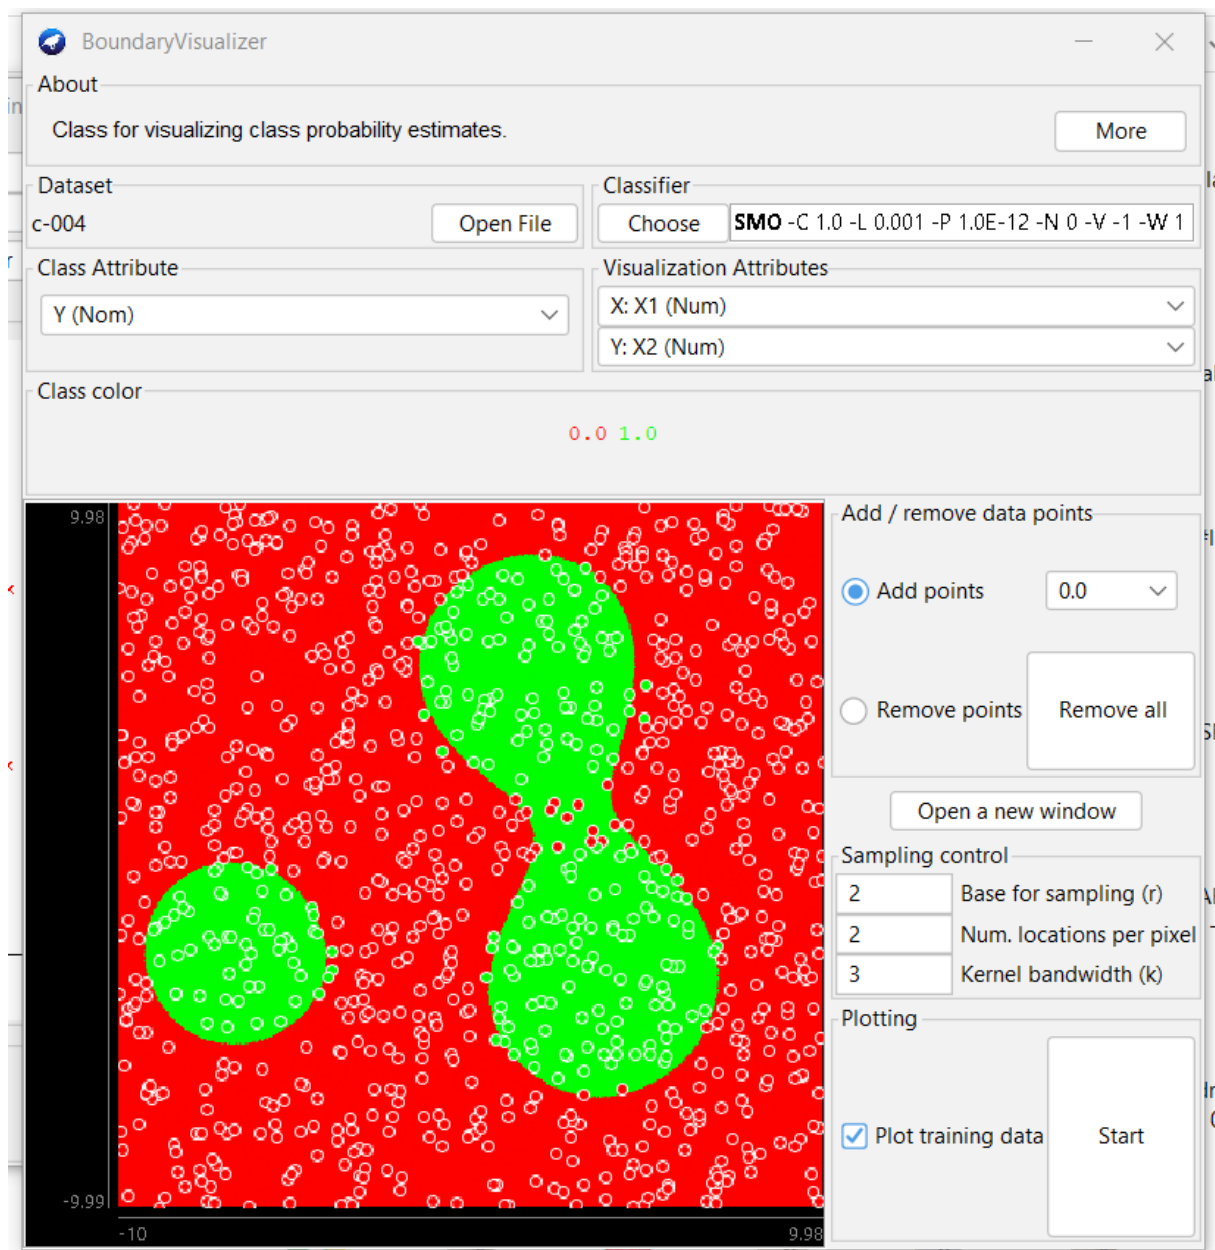 BoundaryVisualizer
About
Class for visualizing class probability estimates.
More
Dataset
c-004
Open File
Classifier
Choose
SMO -C 1.0 -L 0.001 -P 1.0E-12 -N 0 -V -1 -W 1
Class Attribute
Y (Nom)
Visualization Attributes
X: X1 (Num)
Y: X2 (Num)
Class color
0.0 1.0
9.98
-9.99
-10
9.98
Add / remove data points
Add points
0.0
Remove points
Remove all
Open a new window
Sampling control
2 Base for sampling (r)
2 Num. locations per pixel
3 Kernel bandwidth (k)
Plotting
Plot training data
Start